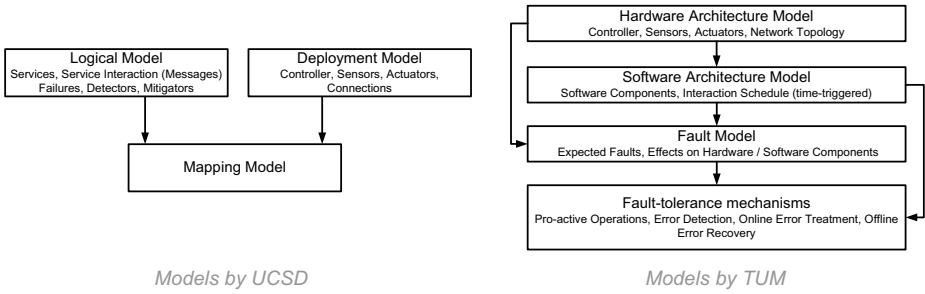 Logical Model
Services, Service Interaction (Messages)
Failures, Detectors, Mitigators
Deployment Model
Controller, Sensors, Actuators,
Connections
Mapping Model
Models by UCSD
Hardware Architecture Model
Controller, Sensors, Actuators, Network Topology
Software Architecture Model
Software Components, Interaction Schedule (time-triggered)
Fault Model
Expected Faults, Effects on Hardware / Software Components
Fault-tolerance mechanisms
Pro-active Operations, Error Detection, Online Error Treatment, Offline
Error Recovery
Models by TUM